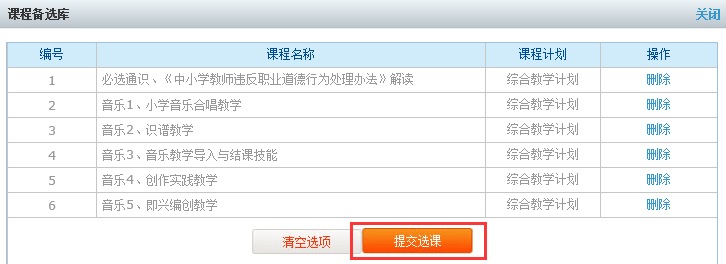 课程备选库 关闭
编号 课程名称 课程计划 操作
1 必选通识、《中小学教师违反职业道德行为处理办法》解读 综合教学计划 删除
2 音乐1、小学音乐合唱教学 综合教学计划 删除
3 音乐2、识谱教学 综合教学计划 删除
4 音乐3、音乐教学导入与结课技能 综合教学计划 删除
5 音乐4、创作实践教学 综合教学计划 删除
6 音乐5、即兴编创教学 综合教学计划 删除
清空选项 提交选课